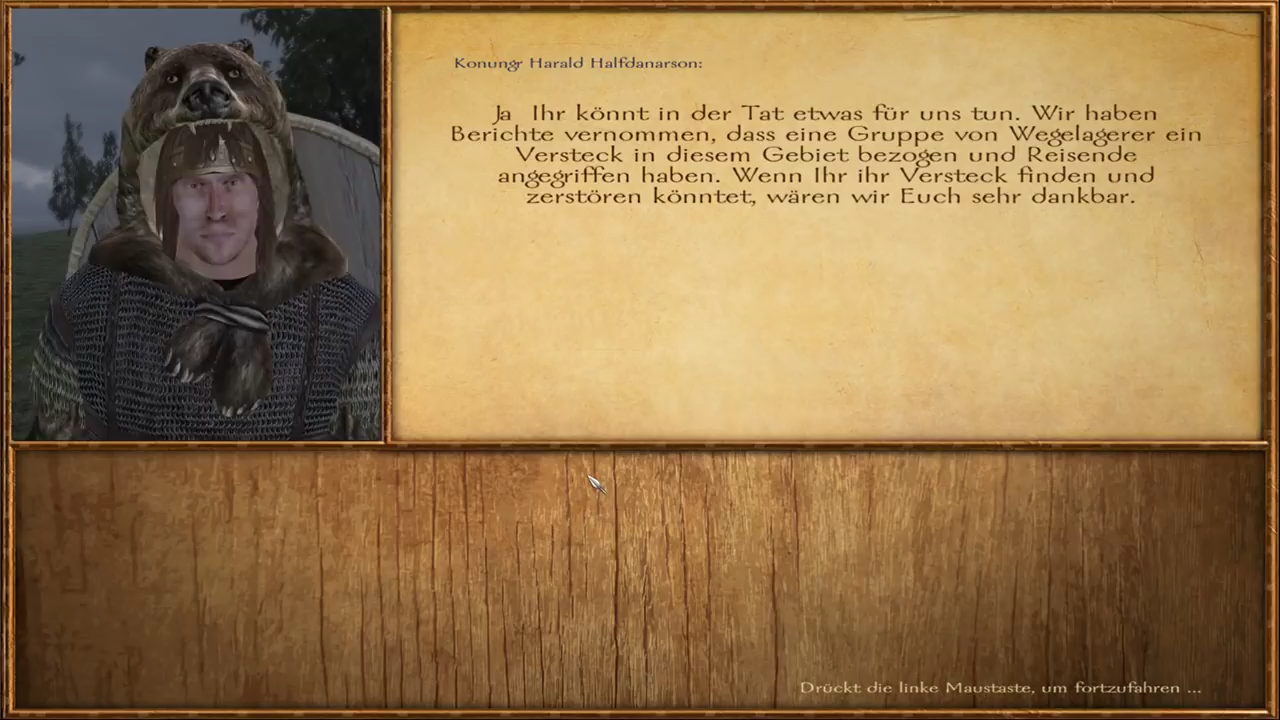 Konungr Harald Halfdanarson:
Ja Ihr könnt in der Tat etwas für uns tun. Wir haben
Berichte vernommen, dass eine Gruppe von Wegelagerer ein
Versteck in diesem Gebiet bezogen und Reisende
angegriffen haben. Wenn Ihr ihr Versteck finden und
zerstören könntet, wären wir Euch sehr dankbar.
Drückt die linke Maustaste, um fortzufahren ...